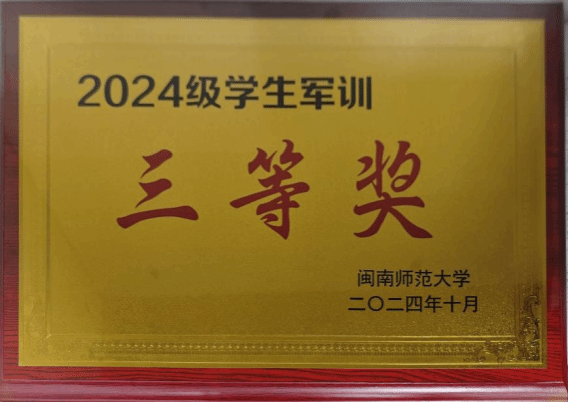 2024级学生军训
三等奖
闽南师范大学
二〇二四年十月